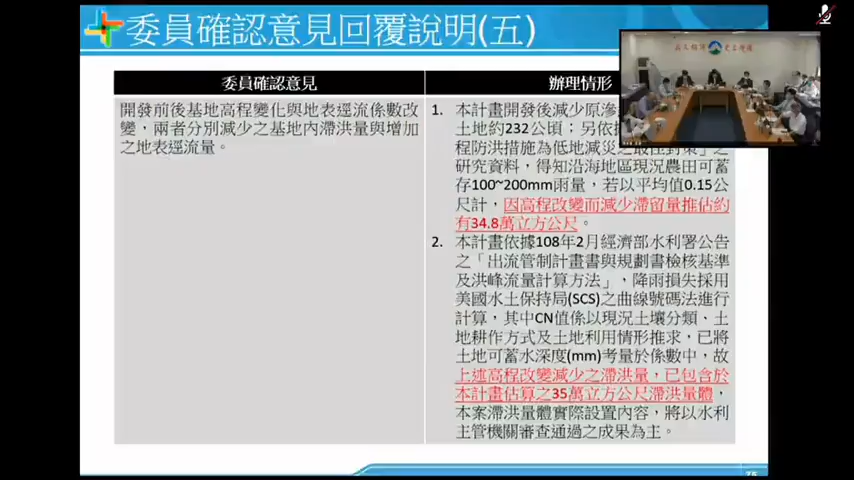 委員確認意見回覆說明(五)
委員確認意見
辦理情形
開發前後基地高程變化與地表逕流係數改
變，兩者分別減少之基地內滯洪量與增加
之地表逕流量。
1. 本計畫開發後減少原滲
土地約232公頃；另依
程防洪措施為低地減災之最佳對策」之
研究資料，得知沿海地區現況農田可蓄
存100~200mm雨量，若以平均值0.15公
尺計，因高程改變而減少滯留量推估約
有34.8萬立方公尺。
2. 本計畫依據108年2月經濟部水利署公告
之「出流管制計畫書與規劃書檢核基準
及洪峰流量計算方法」，降雨損失採用
美國水土保持局(SCS)之曲線號碼法進行
計算，其中CN值係以現況土壤分類、土
地耕作方式及土地利用情形推求，已將
土地可蓄水深度(mm)考量於係數中，故
上述高程改變減少之滯洪量，已包含於
本計畫估算之35萬立方公尺滯洪量體，
本案滯洪量體實際設置內容，將以水利
主管機關審查通過之成果為主。
75